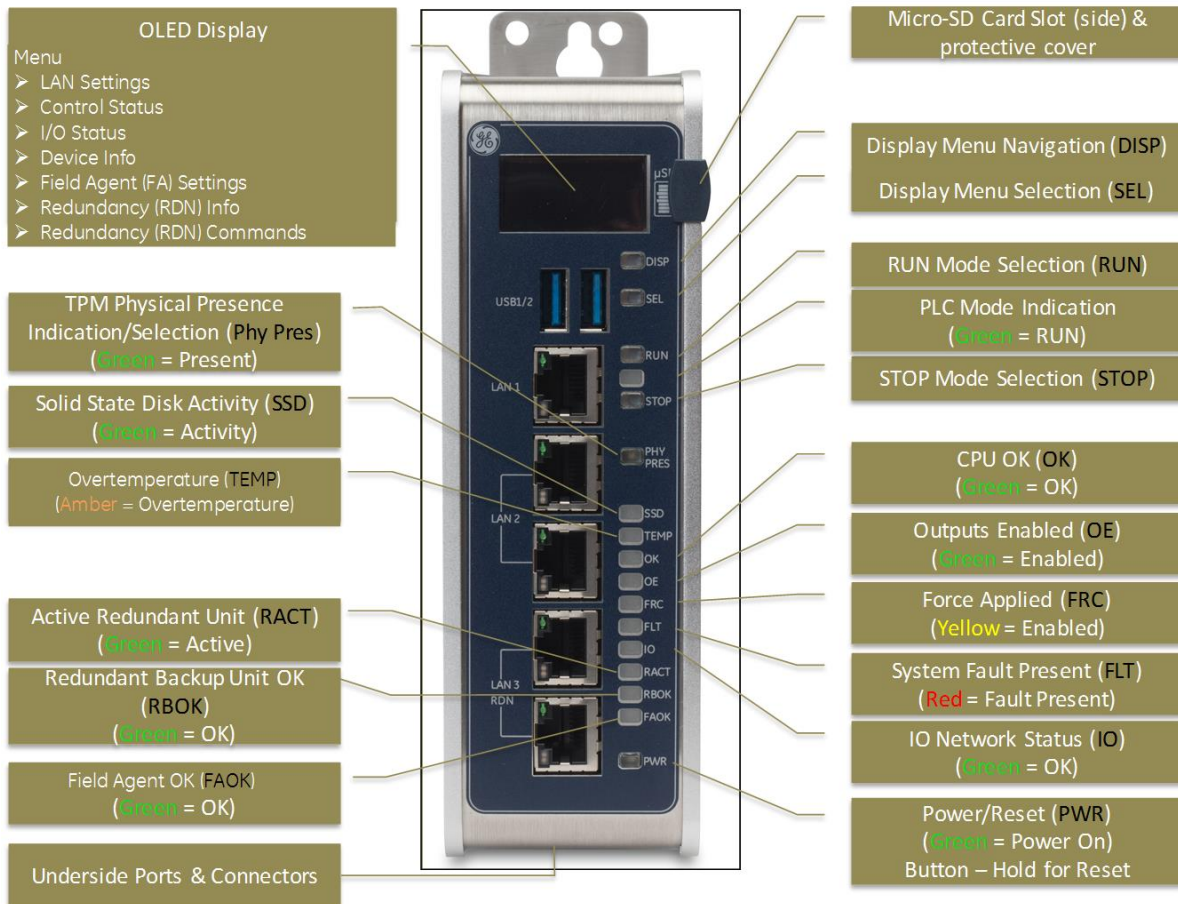 OLED Display
Menu
➢ LAN Settings
➢ Control Status
➢ I/O Status
➢ Device Info
➢ Field Agent (FA) Settings
➢ Redundancy (RDN) Info
➢ Redundancy (RDN) Commands
TPM Physical Presence
Indication/Selection (Phy Pres)
(Green = Present)
Solid State Disk Activity (SSD)
(Green = Activity)
Overtemperature (TEMP)
(Amber = Overtemperature)
Active Redundant Unit (RACT)
(Green = Active)
Redundant Backup Unit OK
(RBOK)
(Green = OK)
Field Agent OK (FAOK)
(Green = OK)
Underside Ports & Connectors
GE
DISP
USB1/2
SEL
RUN
LAN 1
STOP
PHY
PRES
SSD
LAN 2
TEMP
OK
OE
FRC
FLT
IO
RACT
LAN 3
RDN
RBOK
FAOK
PWR
Micro-SD Card Slot (side) &
protective cover
Display Menu Navigation (DISP)
Display Menu Selection (SEL)
RUN Mode Selection (RUN)
PLC Mode Indication
(Green = RUN)
STOP Mode Selection (STOP)
CPU OK (OK)
(Green = OK)
Outputs Enabled (OE)
(Green = Enabled)
Force Applied (FRC)
(Yellow = Enabled)
System Fault Present (FLT)
(Red = Fault Present)
IO Network Status (IO)
(Green = OK)
Power/Reset (PWR)
(Green = Power On)
Button – Hold for Reset